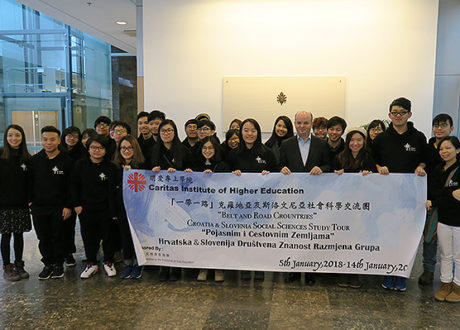 明愛專上學院
Caritas Institute of Higher Education
「一帶一路」克羅地亞及斯洛文尼亞社會科學交流團
"Belt and Road Crountries"
Croatia & Slovenia Social Sciences Study Tour
"Pojasnim i Cestovnim Zemljama"
Hrvatska & Slovenija Društvena Znanost Razmjena Grupa
5th January, 2018-14th January, 2